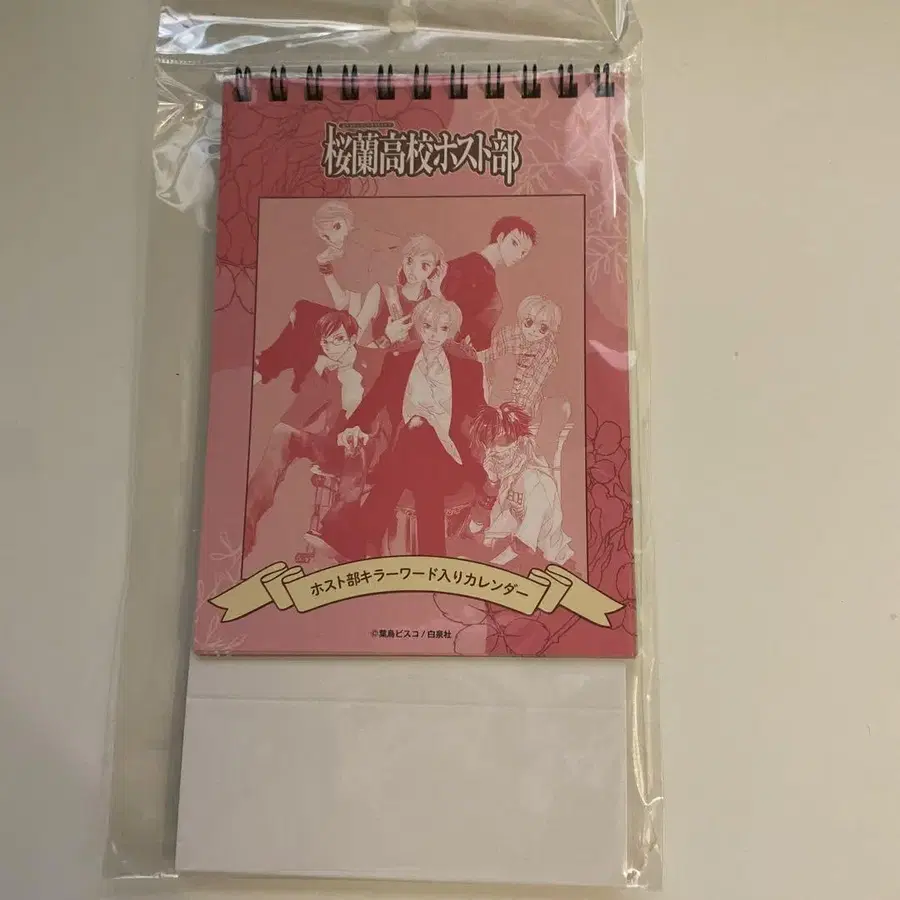 桜蘭高校ホスト部
ホスト部キラーワード入りカレンダー
©葉鳥ビスコ / 白泉社